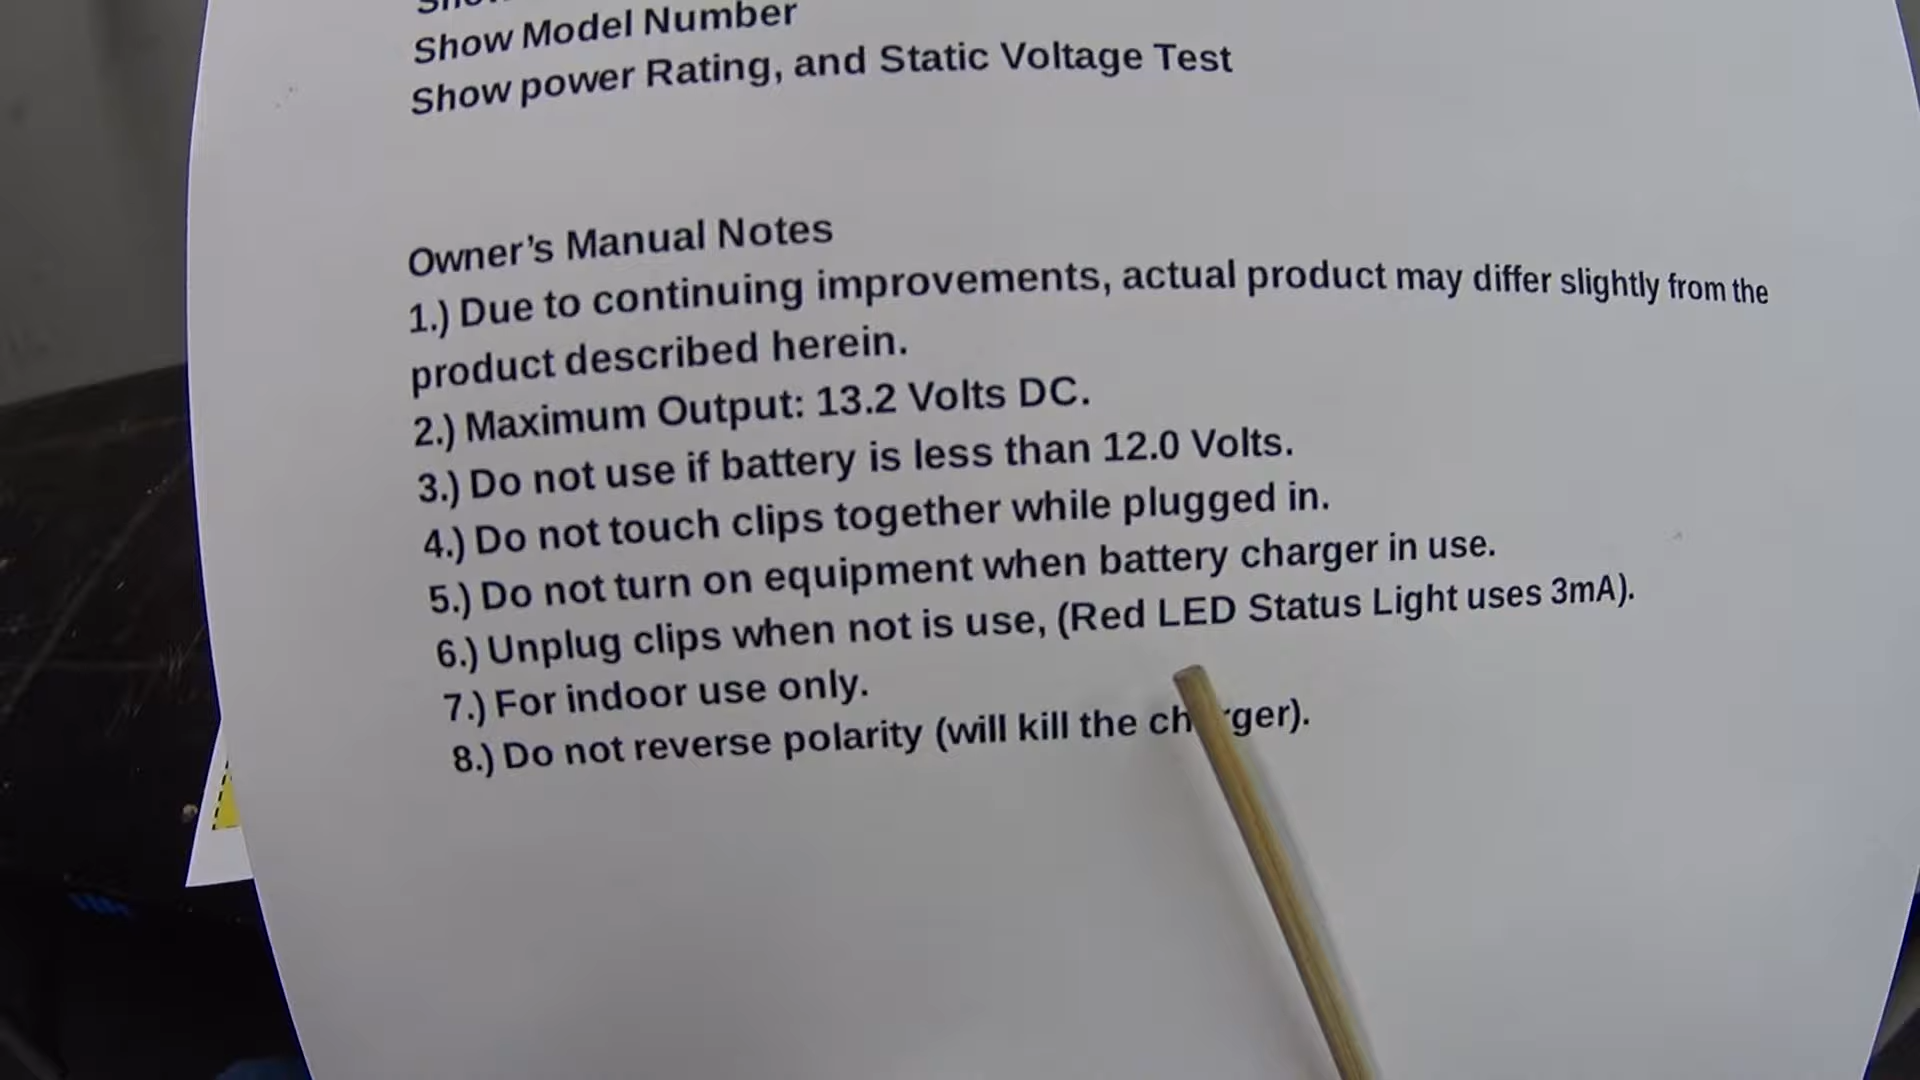 Show Model Number
Show power Rating, and Static Voltage Test
Owner's Manual Notes
1.) Due to continuing improvements, actual product may differ slightly from the
product described herein.
2.) Maximum Output: 13.2 Volts DC.
3.) Do not use if battery is less than 12.0 Volts.
4.) Do not touch clips together while plugged in.
5.) Do not turn on equipment when battery charger in use.
6.) Unplug clips when not is use, (Red LED Status Light uses 3mA).
7.) For indoor use only.
8.) Do not reverse polarity (will kill the charger).